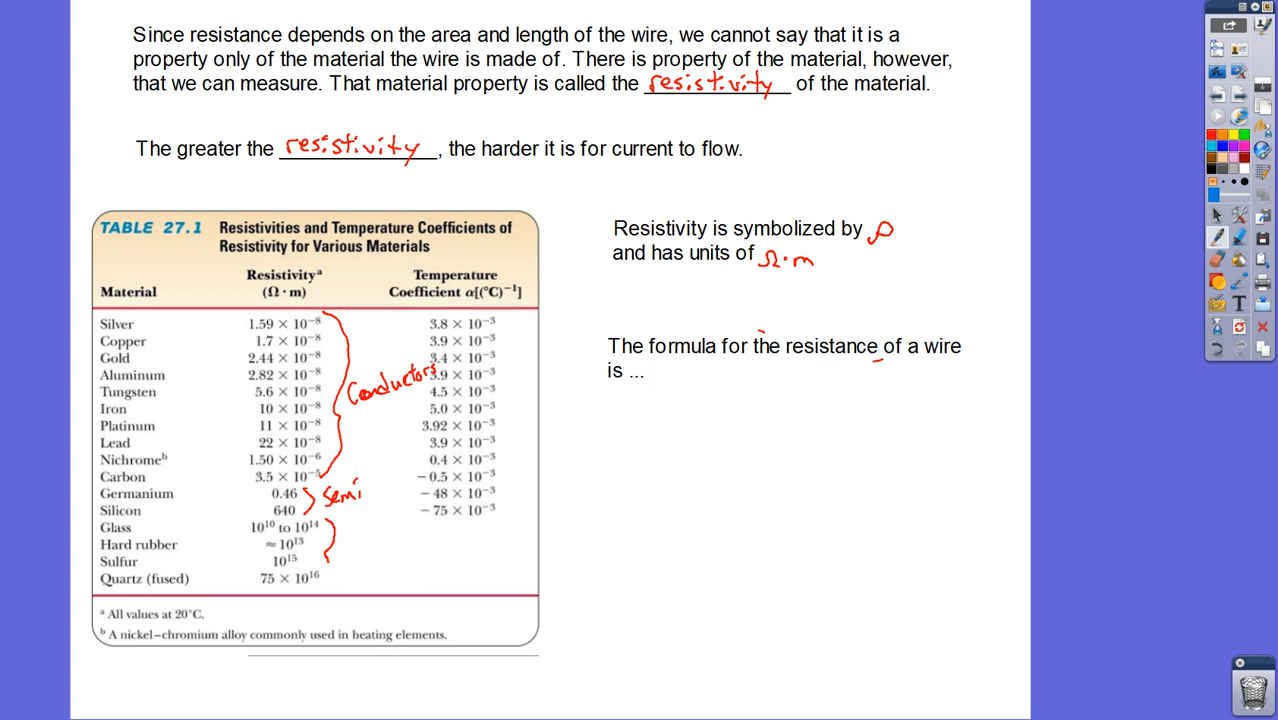 Since resistance depends on the area and length of the wire, we cannot say that it is a
property only of the material the wire is made of. There is property of the material, however,
that we can measure. That material property is called the resistivity of the material.
The greater the resistivity, the harder it is for current to flow.
TABLE 27.1 Resistivities and Temperature Coefficients of
Resistivity for Various Materials
Material Resistivityᵃ (Ω · m) Temperature Coefficient α[(°C)⁻¹]
Silver 1.59 × 10⁻⁸ 3.8 × 10⁻³
Copper 1.7 × 10⁻⁸ 3.9 × 10⁻³
Gold 2.44 × 10⁻⁸ 3.4 × 10⁻³
Aluminum 2.82 × 10⁻⁸ 3.9 × 10⁻³
Tungsten 5.6 × 10⁻⁸ 4.5 × 10⁻³
Iron 10 × 10⁻⁸ 5.0 × 10⁻³
Platinum 11 × 10⁻⁸ 3.92 × 10⁻³
Lead 22 × 10⁻⁸ 3.9 × 10⁻³
Nichromeᵇ 1.50 × 10⁻⁶ 0.4 × 10⁻³
Carbon 3.5 × 10⁻⁵ −0.5 × 10⁻³
Germanium 0.46 −48 × 10⁻³
Silicon 640 −75 × 10⁻³
Glass 10¹⁰ to 10¹⁴
Hard rubber ≈ 10¹³
Sulfur 10¹⁵
Quartz (fused) 75 × 10¹⁶
Conductors
Semi
ᵃ All values at 20°C.
ᵇ A nickel–chromium alloy commonly used in heating elements.
Resistivity is symbolized by ρ
and has units of Ω·m
The formula for the resistance of a wire
is ...